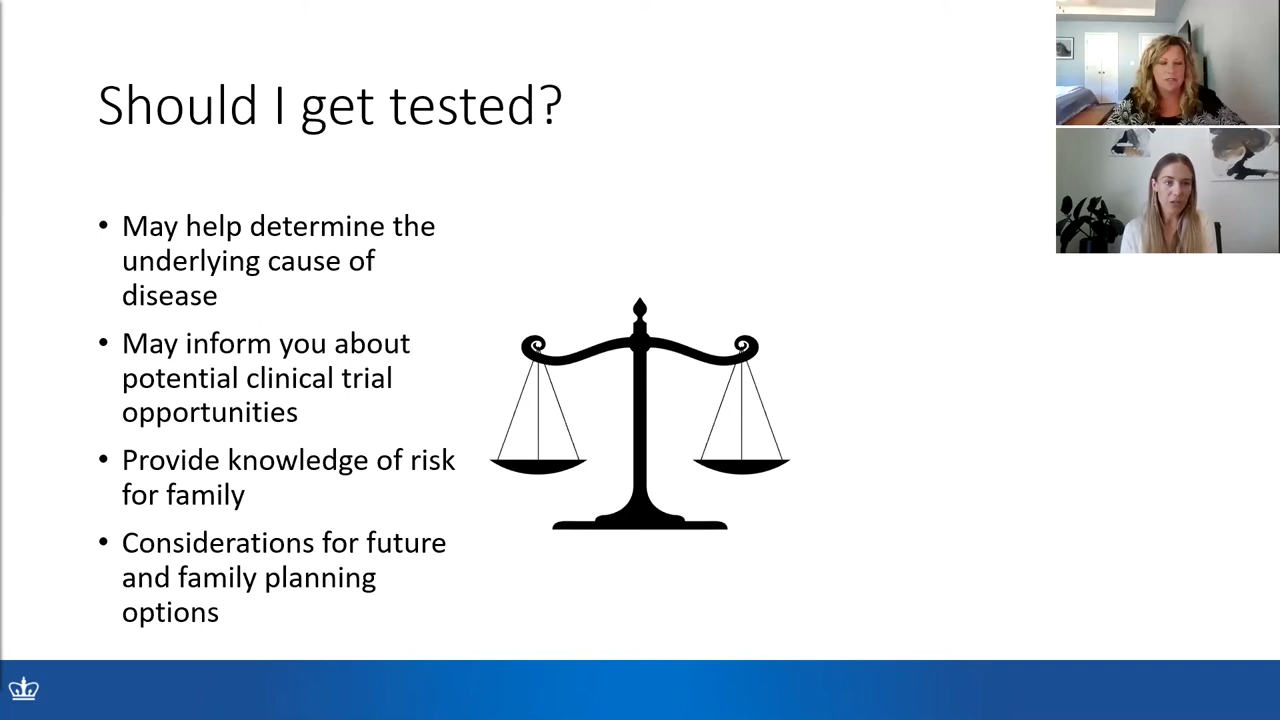 Should I get tested?
• May help determine the
underlying cause of
disease
• May inform you about
potential clinical trial
opportunities
• Provide knowledge of risk
for family
• Considerations for future
and family planning
options